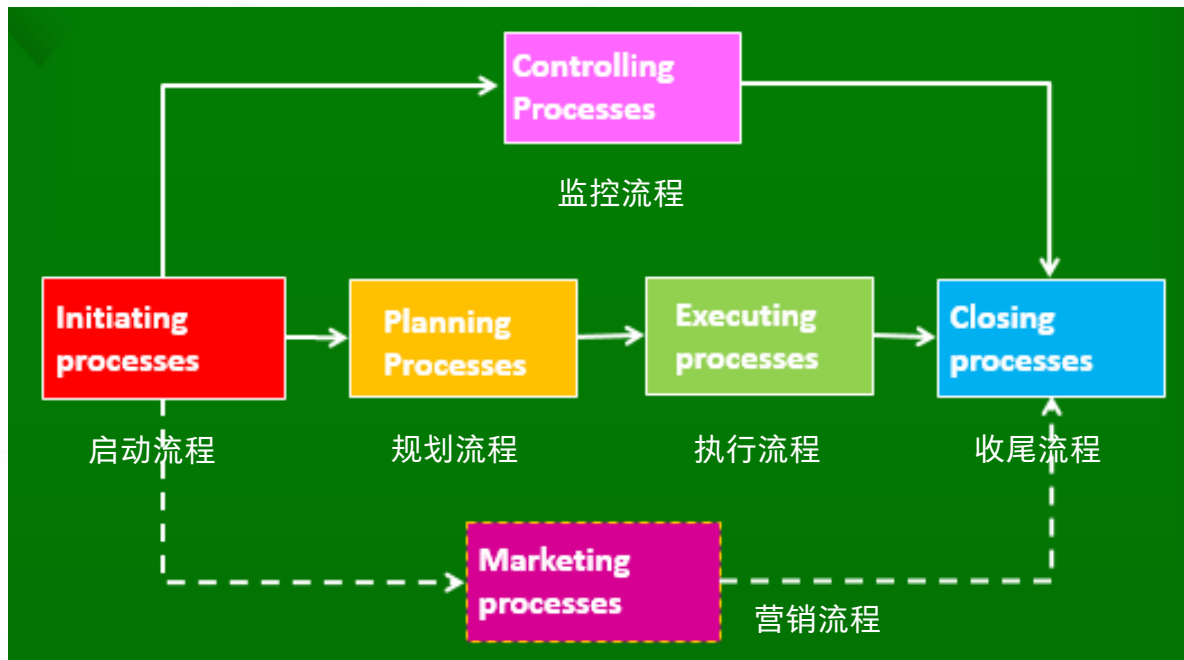 Controlling
Processes
监控流程
Initiating
processes
Planning
Processes
Executing
processes
Closing
processes
启动流程
规划流程
执行流程
收尾流程
Marketing
processes
营销流程